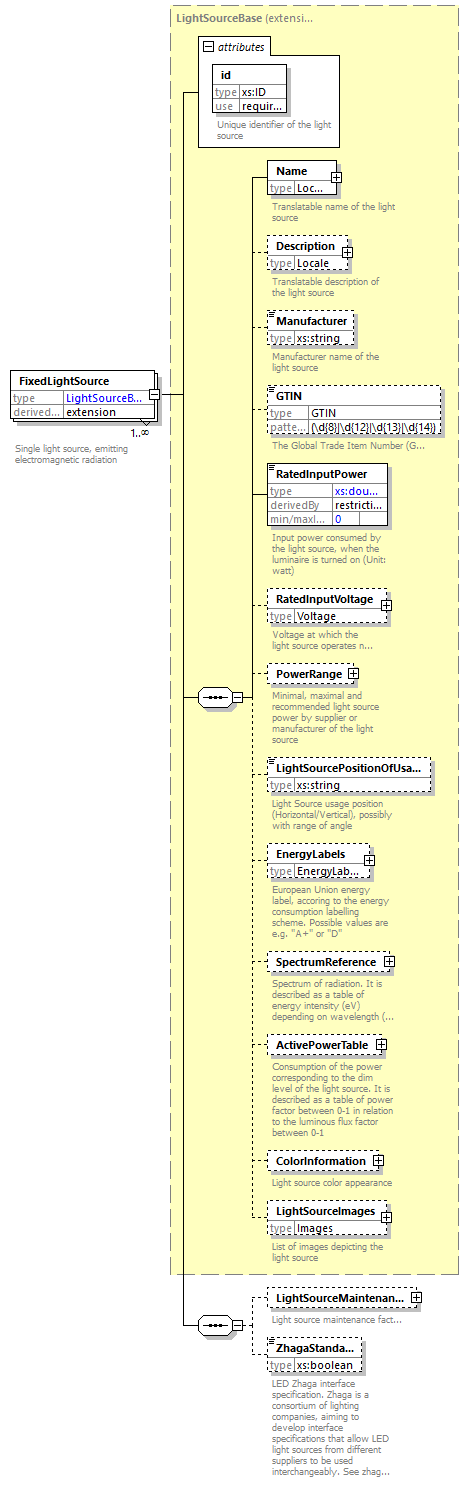 LightSourceBase (extensi...
attributes
id
type xs:ID
use requir...
Unique identifier of the light
source
Name
type Loc...
Translatable name of the light
source
Description
type Locale
Translatable description of
the light source
Manufacturer
type xs:string
Manufacturer name of the
light source
FixedLightSource
type LightSourceB...
derived... extension
1..∞
Single light source, emitting
electromagnetic radiation
GTIN
type GTIN
patte... (\d{8}|\d{12}|\d{13}|\d{14})
The Global Trade Item Number (G...
RatedInputPower
type xs:dou...
derivedBy restricti...
min/maxI... 0
Input power consumed by
the light source, when the
luminaire is turned on (Unit:
watt)
RatedInputVoltage
type Voltage
Voltage at which the
light source operates n...
PowerRange
Minimal, maximal and
recommended light source
power by supplier or
manufacturer of the light
source
LightSourcePositionOfUsa...
type xs:string
Light Source usage position
(Horizontal/Vertical), possibly
with range of angle
EnergyLabels
type EnergyLab...
European Union energy
label, accoring to the energy
consumption labelling
scheme. Possible values are
e.g. "A+" or "D"
SpectrumReference
Spectrum of radiation. It is
described as a table of
energy intensity (eV)
depending on wavelength (...
ActivePowerTable
Consumption of the power
corresponding to the dim
level of the light source. It is
described as a table of power
factor between 0-1 in relation
to the luminous flux factor
between 0-1
ColorInformation
Light source color appearance
LightSourceImages
type Images
List of images depicting the
light source
LightSourceMaintenan...
Light source maintenance fact...
ZhagaStanda...
type xs:boolean
LED Zhaga interface
specification. Zhaga is a
consortium of lighting
companies, aiming to
develop interface
specifications that allow LED
light sources from different
suppliers to be used
interchangeably. See zhag...